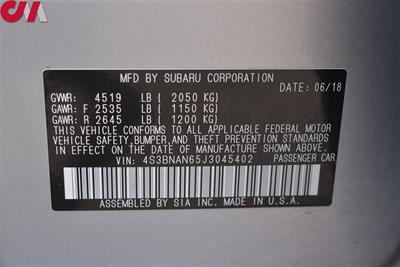 CIA
MFD BY SUBARU CORPORATION
DATE: 06/18
GVWR: 4519 LB ( 2050 KG)
GAWR: F 2535 LB ( 1150 KG)
GAWR: R 2645 LB ( 1200 KG)
THIS VEHICLE CONFORMS TO ALL APPLICABLE FEDERAL MOTOR
VEHICLE SAFETY,BUMPER,AND THEFT PREVENTION STANDARDS
IN EFFECT ON THE DATE OF MANUFACTURE SHOWN ABOVE.
VIN: 4S3BNAN65J3045402 PASSENGER CAR
ASSEMBLED BY SIA INC. MADE IN U.S.A.